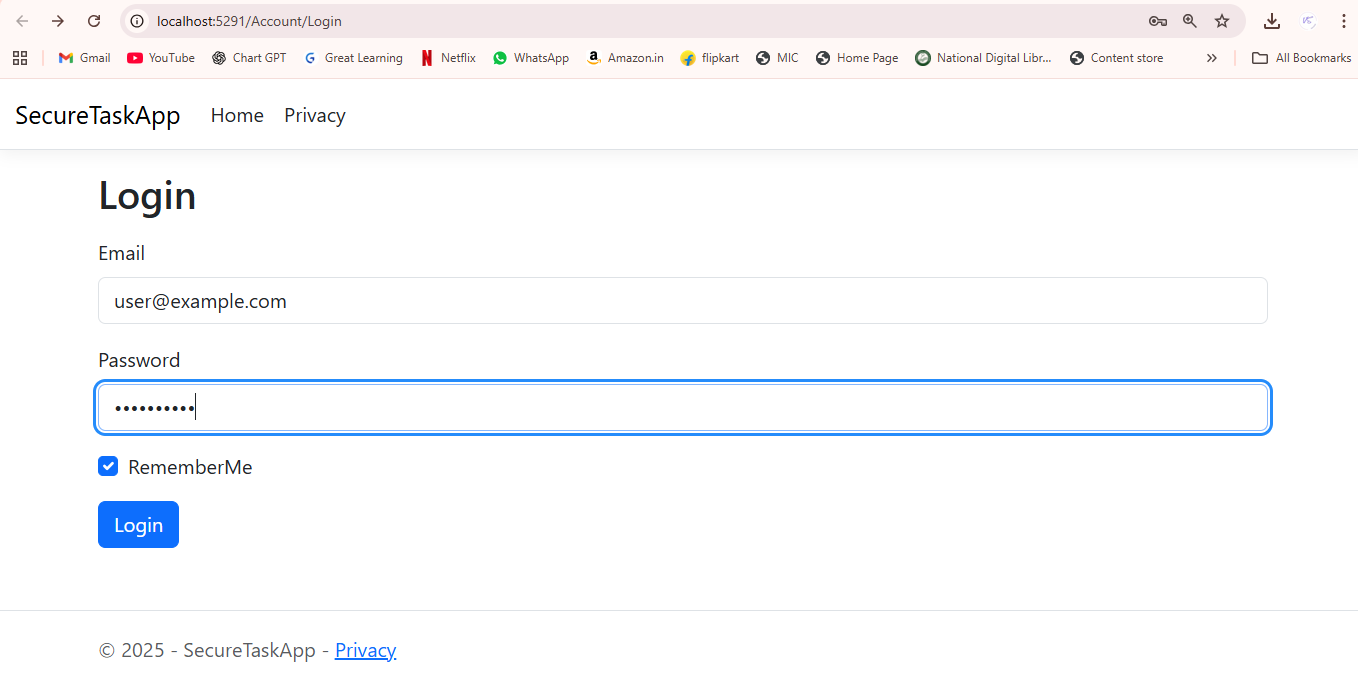 localhost:5291/Account/Login
Gmail YouTube Chart GPT Great Learning Netflix WhatsApp Amazon.in flipkart MIC Home Page National Digital Libr... Content store » All Bookmarks
SecureTaskApp Home Privacy
Login
Email
user@example.com
Password
••••••••••
RememberMe
Login
© 2025 - SecureTaskApp - Privacy